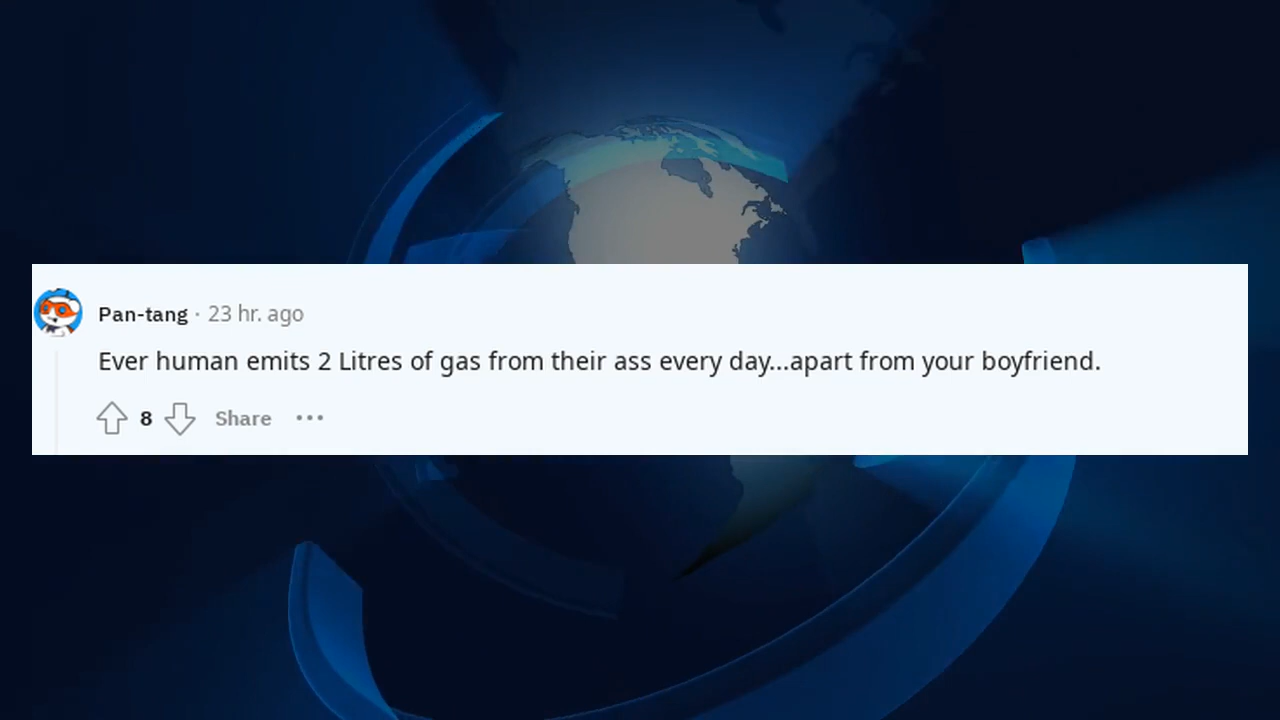 Pan-tang · 23 hr. ago
Ever human emits 2 Litres of gas from their ass every day...apart from your boyfriend.
8 Share •••